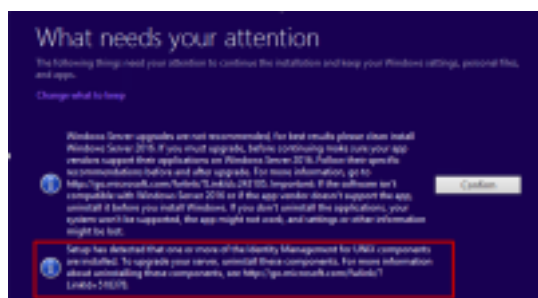 What needs your attention
The following things need your attention to continue the installation and keep your Windows settings, personal files,
and apps.
Change what to keep
Windows Server upgrades are not recommended, for best results please clean install
Windows Server 2016. If you must upgrade, before continuing make sure your app
vendors support their applications on Windows Server 2016. Follow their specific
recommendations before and after upgrade. For more information, go to
Important: If the software isn't
compatible with Windows Server 2016 or if the app vendor doesn't support the app,
uninstall it before you install Windows. If you don't uninstall the applications, your
system won't be supported, the app might not work, and settings or other information
might be lost.
Confirm
Setup has detected that one or more of the Identity Management for UNIX components
are installed. To upgrade your server, uninstall these components. For more information
about uninstalling these components, see http://go.microsoft.com/fwlink/?